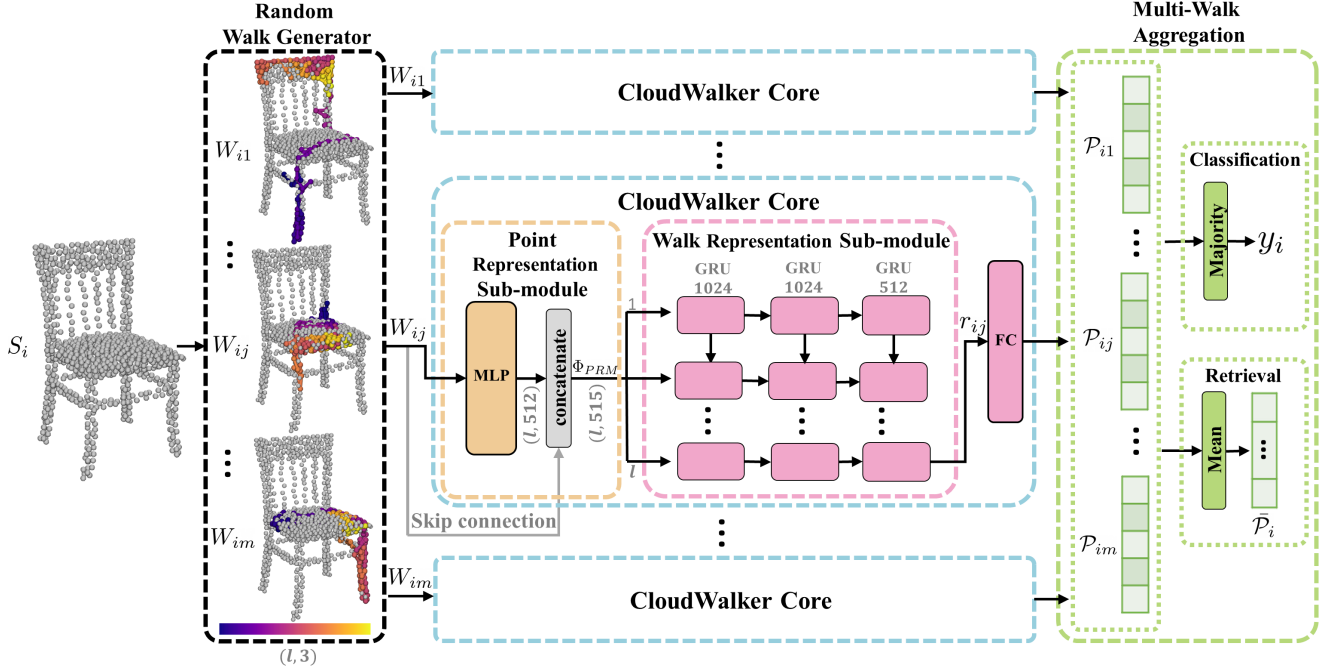 Random
Walk Generator
Multi-Walk
Aggregation
W_{i1}
CloudWalker Core
W_{i1}
𝒫_{i1}
Classification
Majority
y_i
CloudWalker Core
Point
Representation
Sub-module
Walk Representation Sub-module
GRU
1024
GRU
1024
GRU
512
S_i
W_{ij}
W_{ij}
MLP
(l, 512)
concatenate
Φ_{PRM}
(l, 515)
1
l
r_{ij}
FC
𝒫_{ij}
Retrieval
Mean
𝒫̄_i
Skip connection
W_{im}
W_{im}
CloudWalker Core
𝒫_{im}
(l, 3)